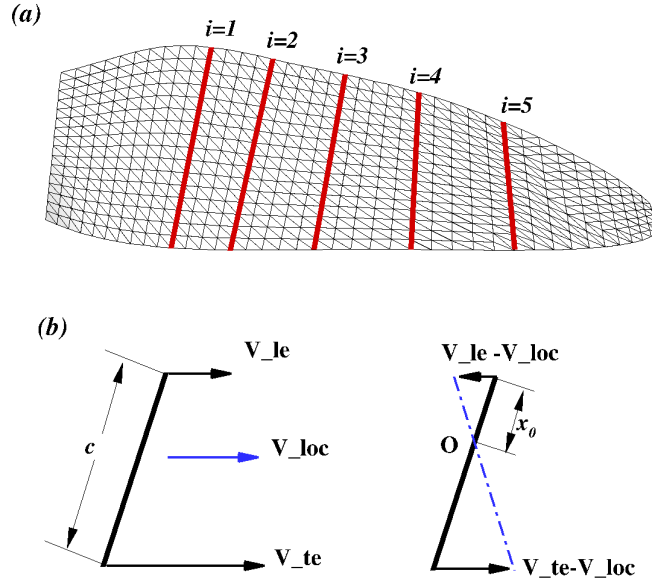 (a)
i=1
i=2
i=3
i=4
i=5
(b)
V_le
V_le -V_loc
c
V_loc
O
x₀
V_te
V_te-V_loc